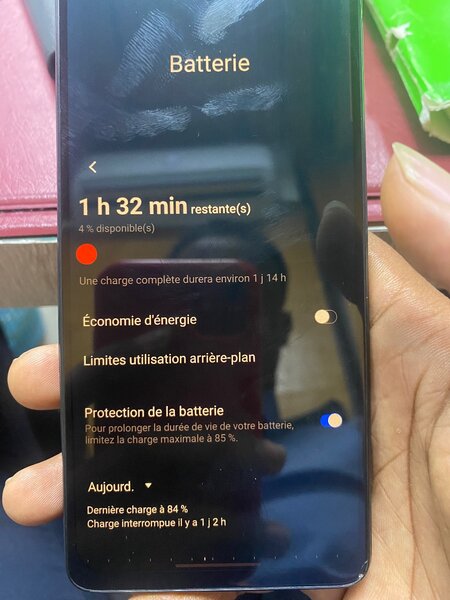 Batterie
1 h 32 min restante(s)
4 % disponible(s)
Une charge complète durera environ 1 j 14 h
Économie d'énergie
Limites utilisation arrière-plan
Protection de la batterie
Pour prolonger la durée de vie de votre batterie,
limitez la charge maximale à 85 %.
Aujourd.
Dernière charge à 84 %
Charge interrompue il y a 1 j 2 h